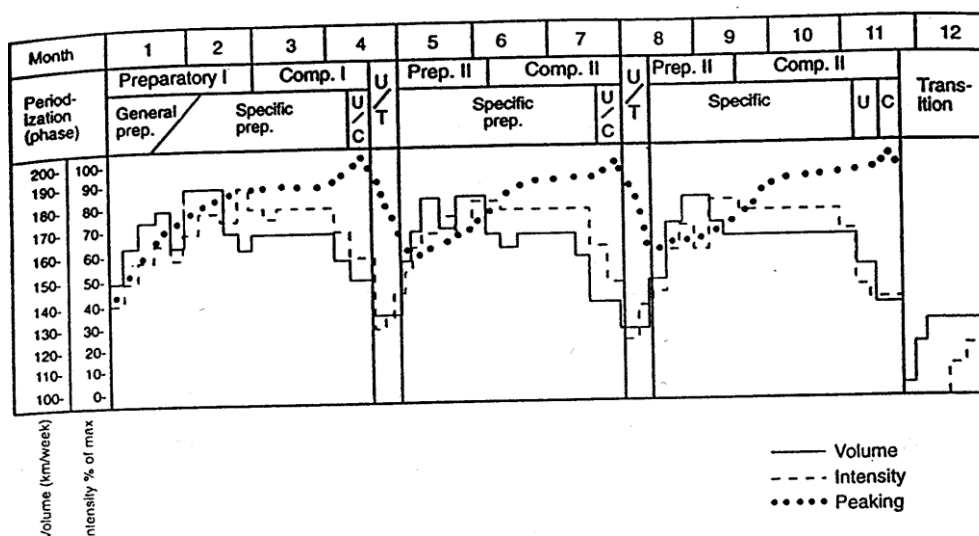 Month 1 2 3 4 5 6 7 8 9 10 11 12
Period-
ization
(phase)
Preparatory I Comp. I U/T Prep. II Comp. II U/T Prep. II Comp. II Trans-
ition
General
prep.
Specific
prep.
U/C
Specific
prep.
U/C
Specific U C
200- 100-
190- 90-
180- 80-
170- 70-
160- 60-
150- 50-
140- 40-
130- 30-
120- 20-
110- 10-
100- 0-
Volume (km/week)
Intensity % of max
Volume
Intensity
Peaking